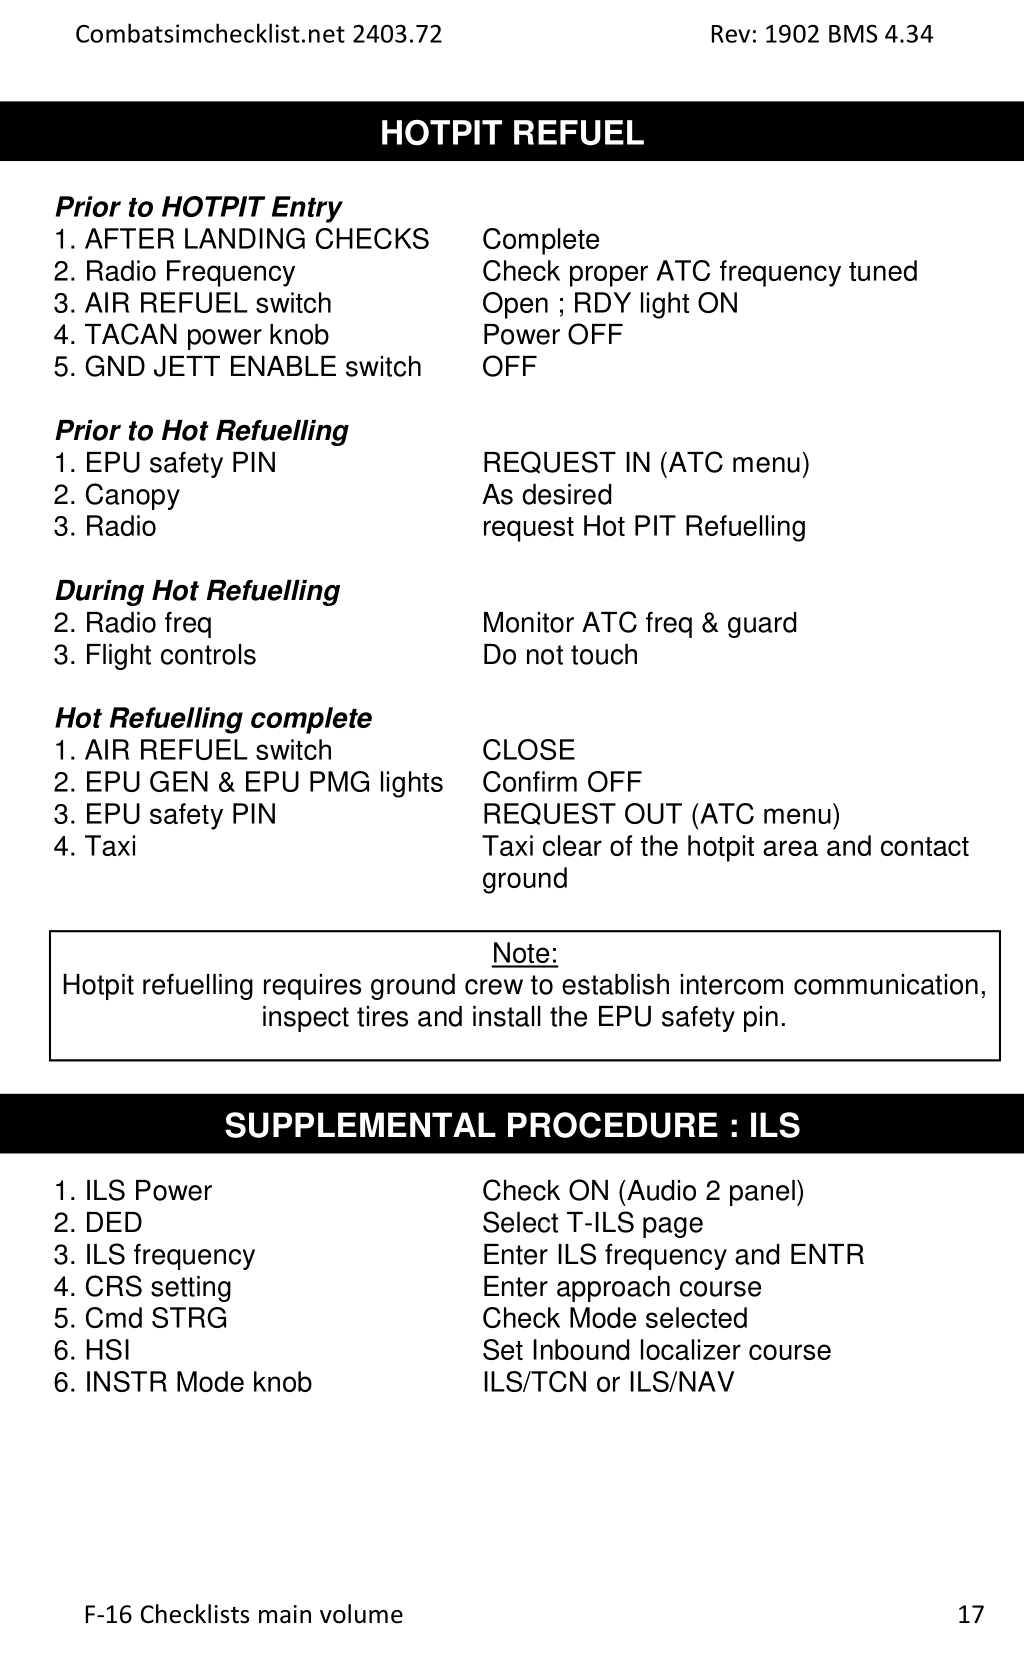 Combatsimchecklist.net 2403.72 Rev: 1902 BMS 4.34
HOTPIT REFUEL
Prior to HOTPIT Entry
1. AFTER LANDING CHECKS Complete
2. Radio Frequency Check proper ATC frequency tuned
3. AIR REFUEL switch Open ; RDY light ON
4. TACAN power knob Power OFF
5. GND JETT ENABLE switch OFF
Prior to Hot Refuelling
1. EPU safety PIN REQUEST IN (ATC menu)
2. Canopy As desired
3. Radio request Hot PIT Refuelling
During Hot Refuelling
2. Radio freq Monitor ATC freq & guard
3. Flight controls Do not touch
Hot Refuelling complete
1. AIR REFUEL switch CLOSE
2. EPU GEN & EPU PMG lights Confirm OFF
3. EPU safety PIN REQUEST OUT (ATC menu)
4. Taxi Taxi clear of the hotpit area and contact
ground
Note:
Hotpit refuelling requires ground crew to establish intercom communication,
inspect tires and install the EPU safety pin.
SUPPLEMENTAL PROCEDURE : ILS
1. ILS Power Check ON (Audio 2 panel)
2. DED Select T-ILS page
3. ILS frequency Enter ILS frequency and ENTR
4. CRS setting Enter approach course
5. Cmd STRG Check Mode selected
6. HSI Set Inbound localizer course
6. INSTR Mode knob ILS/TCN or ILS/NAV
F-16 Checklists main volume 17